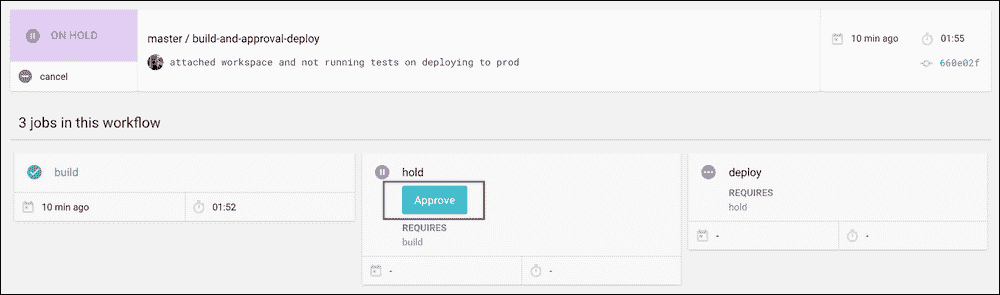 ON HOLD
cancel
master / build-and-approval-deploy
attached workspace and not running tests on deploying to prod
10 min ago 01:55
660e02f
3 jobs in this workflow
build
10 min ago 01:52
hold
Approve
REQUIRES
build
- -
deploy
REQUIRES
hold
- -